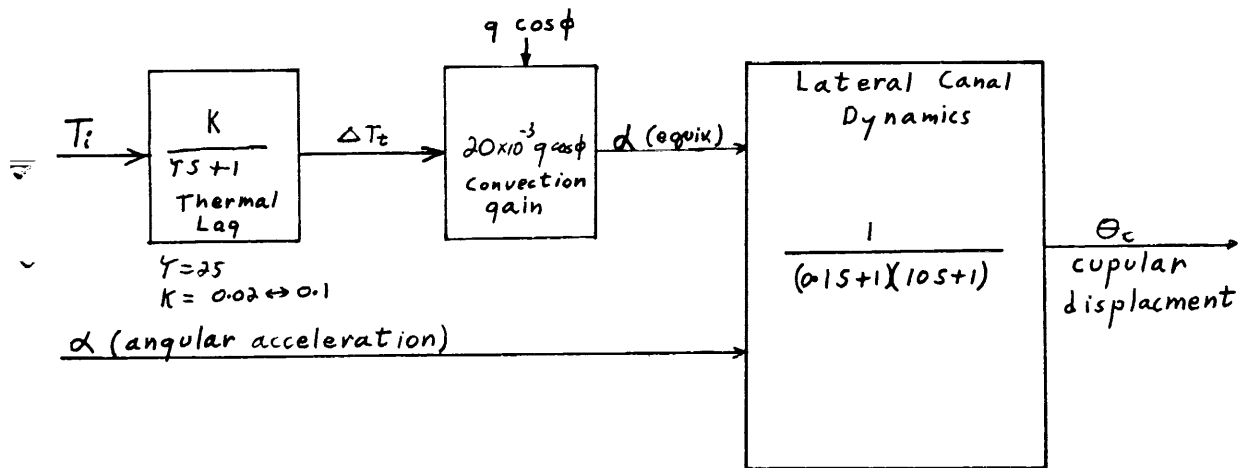 q cosϕ
Lateral Canal
Dynamics
Ti
K
τS + 1
Thermal
Lag
ΔTt
20×10⁻³ q cosϕ
Convection
gain
α (equix)
1
(0.1S+1)(10S+1)
Θc
cupular
displacment
τ = 25
K = 0.02 ↔ 0.1
α (angular acceleration)